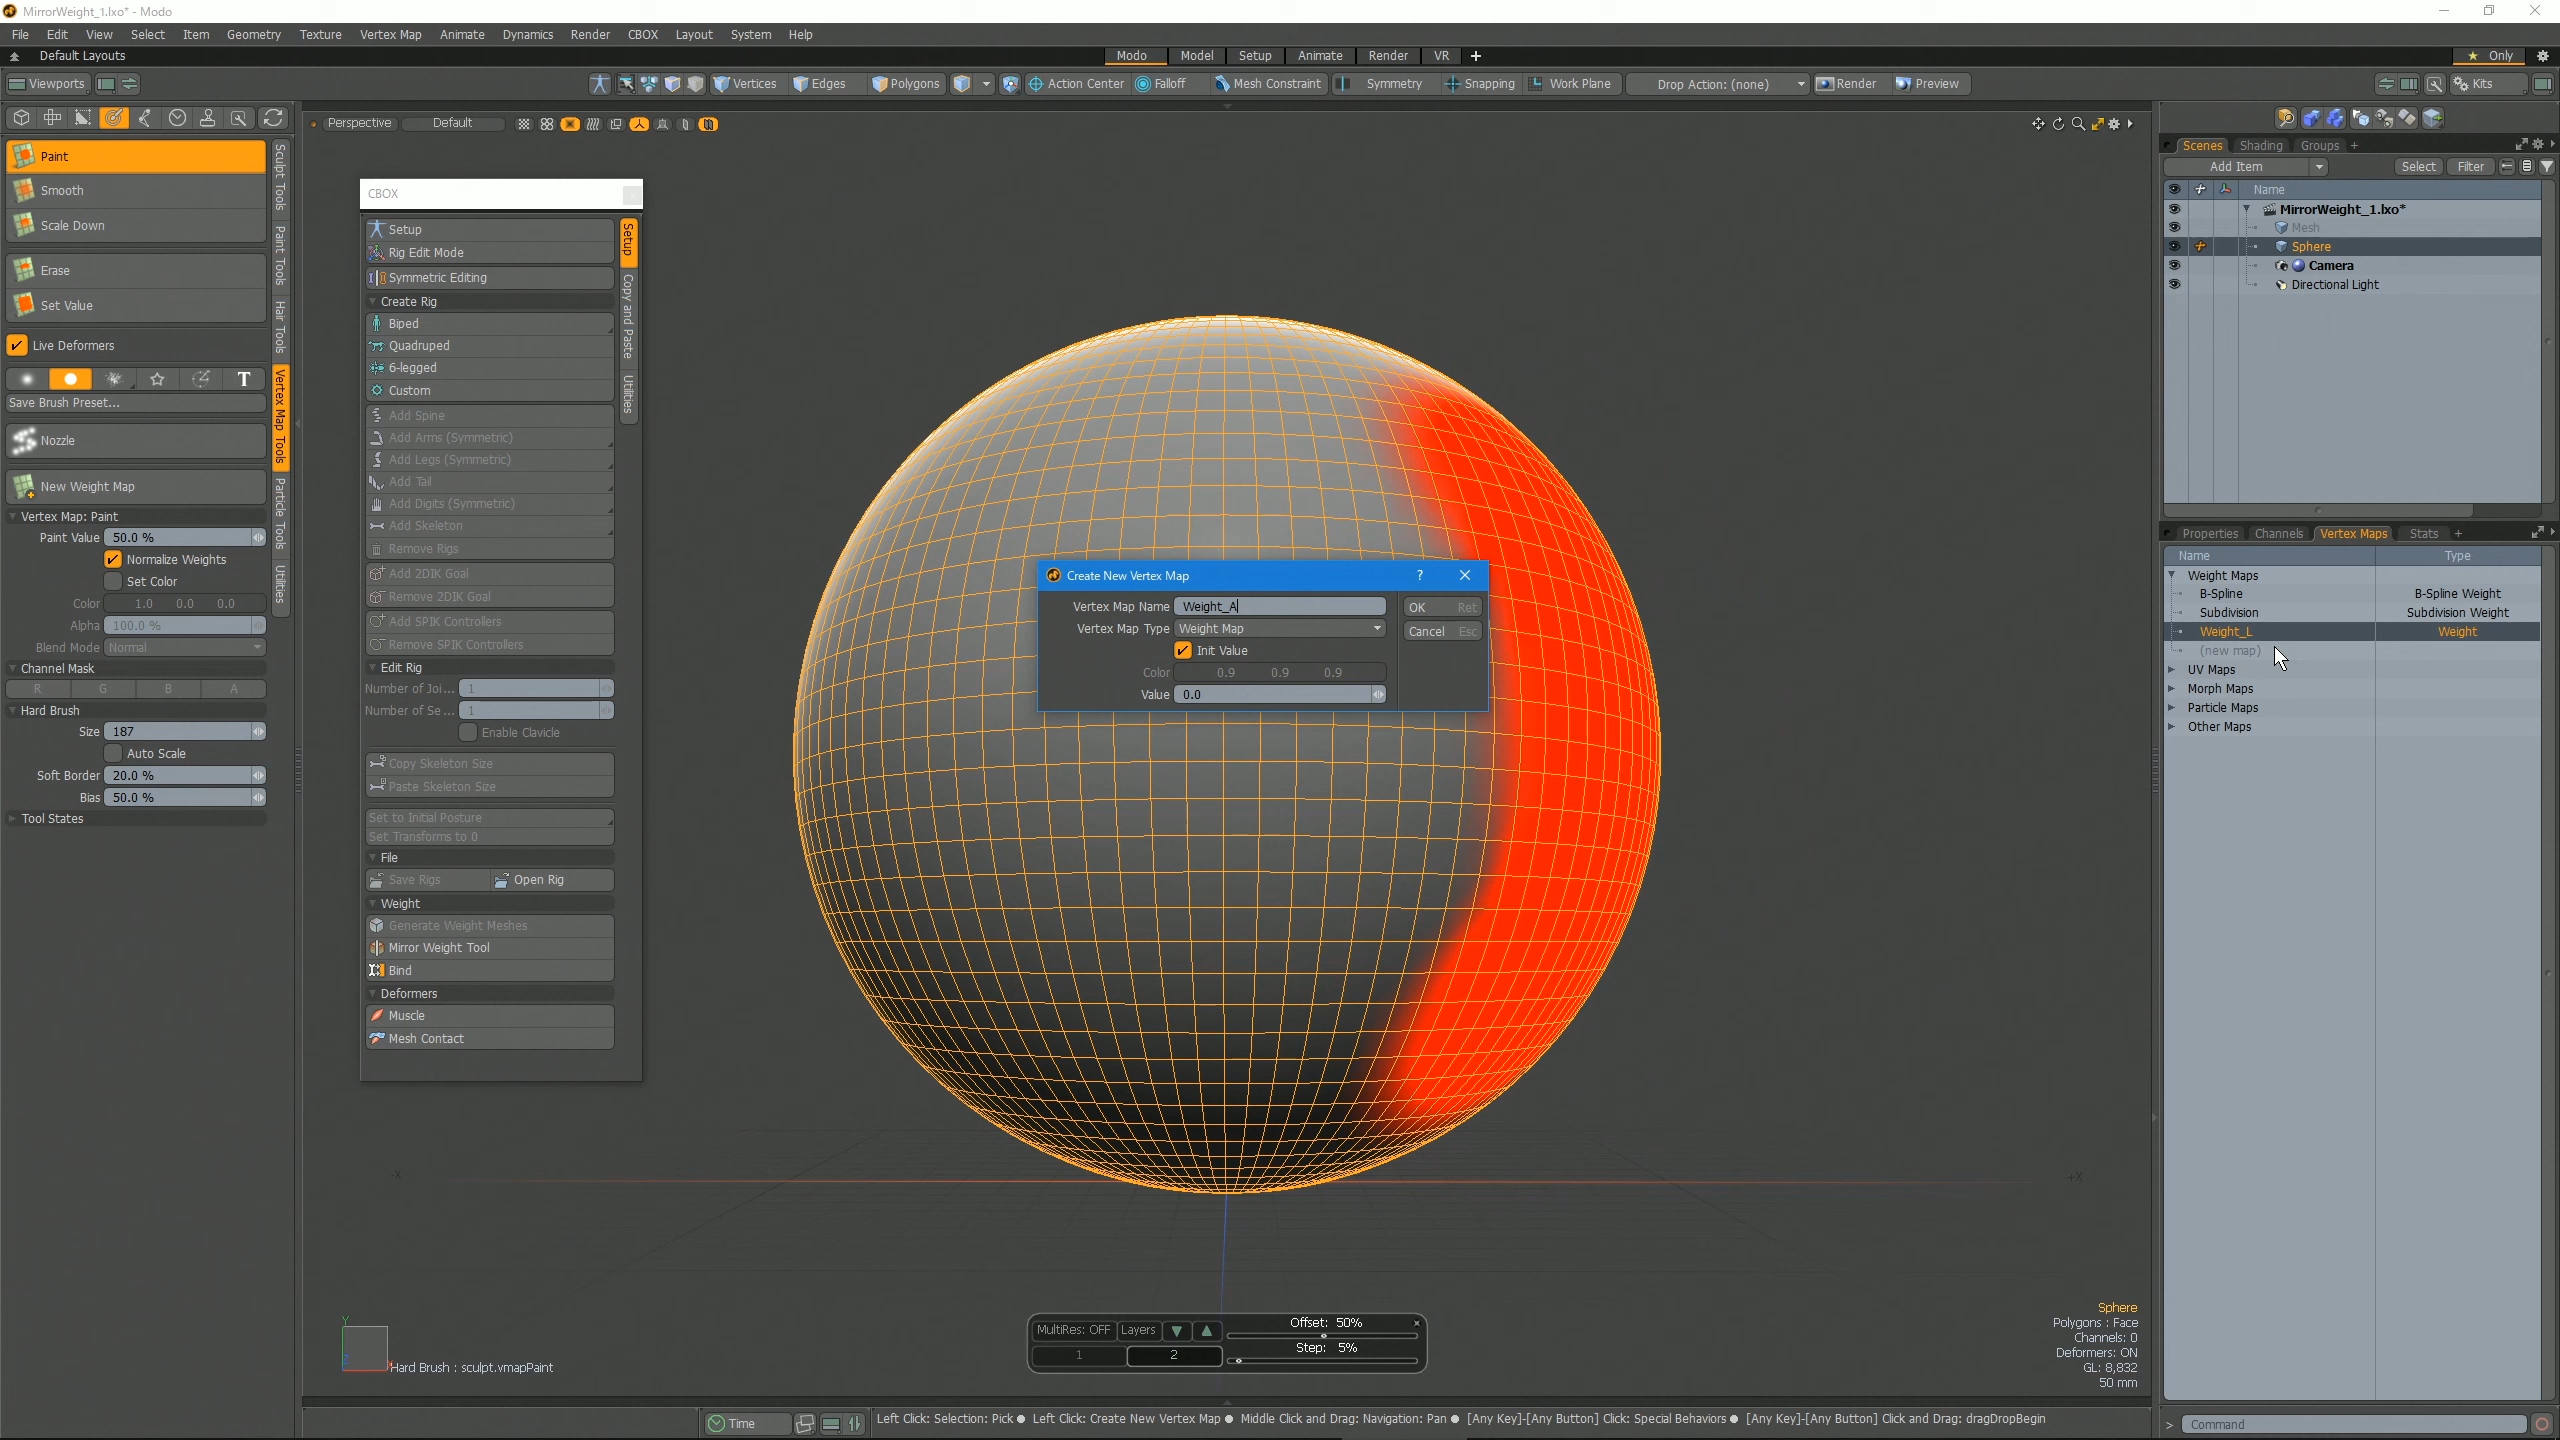 MirrorWeight_1.lxo* - Modo
File Edit View Select Item Geometry Texture Vertex Map Animate Dynamics Render CBOX Layout System Help
Default Layouts
Modo Model Setup Animate Render VR +
★ Only
Viewports
Vertices Edges Polygons Action Center Falloff Mesh Constraint Symmetry Snapping Work Plane Drop Action: (none) Render Preview
Kits
Paint
Smooth
Scale Down
Erase
Set Value
Live Deformers
T
Save Brush Preset...
Nozzle
New Weight Map
Vertex Map: Paint
Paint Value 50.0 %
Normalize Weights
Set Color
Color 1.0 0.0 0.0
Alpha 100.0 %
Blend Mode Normal
Channel Mask
R G B A
Hard Brush
Size 187
Auto Scale
Soft Border 20.0 %
Bias 50.0 %
Tool States
Sculpt Tools
Paint Tools
Hair Tools
Vertex Map Tools
Particle Tools
Utilities
Perspective Default
CBOX
Setup
Rig Edit Mode
Symmetric Editing
Create Rig
Biped
Quadruped
6-legged
Custom
Add Spine
Add Arms (Symmetric)
Add Legs (Symmetric)
Add Tail
Add Digits (Symmetric)
Add Skeleton
Remove Rigs
Add 2DIK Goal
Remove 2DIK Goal
Add SPIK Controllers
Remove SPIK Controllers
Edit Rig
Number of Joi... 1
Number of Se... 1
Enable Clavicle
Copy Skeleton Size
Paste Skeleton Size
Set to Initial Posture
Set Transforms to 0
File
Save Rigs Open Rig
Weight
Generate Weight Meshes
Mirror Weight Tool
Bind
Deformers
Muscle
Mesh Contact
Setup
Copy and Paste
Utilities
Create New Vertex Map ?
Vertex Map Name Weight_A
OK Ret
Vertex Map Type Weight Map
Cancel Esc
Init Value
Color 0.9 0.9 0.9
Value 0.0
-X
+X
Y
Z
X
Hard Brush : sculpt.vmapPaint
MultiRes: OFF Layers
1 2
Offset: 50%
Step: 5%
Sphere
Polygons : Face
Channels: 0
Deformers: ON
GL: 8,832
50 mm
Time
Left Click: Selection: Pick ● Left Click: Create New Vertex Map ● Middle Click and Drag: Navigation: Pan ● [Any Key]-[Any Button] Click: Special Behaviors ● [Any Key]-[Any Button] Click and Drag: dragDropBegin
Scenes Shading Groups +
Add Item Select Filter
Name
MirrorWeight_1.lxo*
Mesh
Sphere
Camera
Directional Light
Properties Channels Vertex Maps Stats +
Name Type
Weight Maps
B-Spline B-Spline Weight
Subdivision Subdivision Weight
Weight_L Weight
(new map)
UV Maps
Morph Maps
Particle Maps
Other Maps
> Command